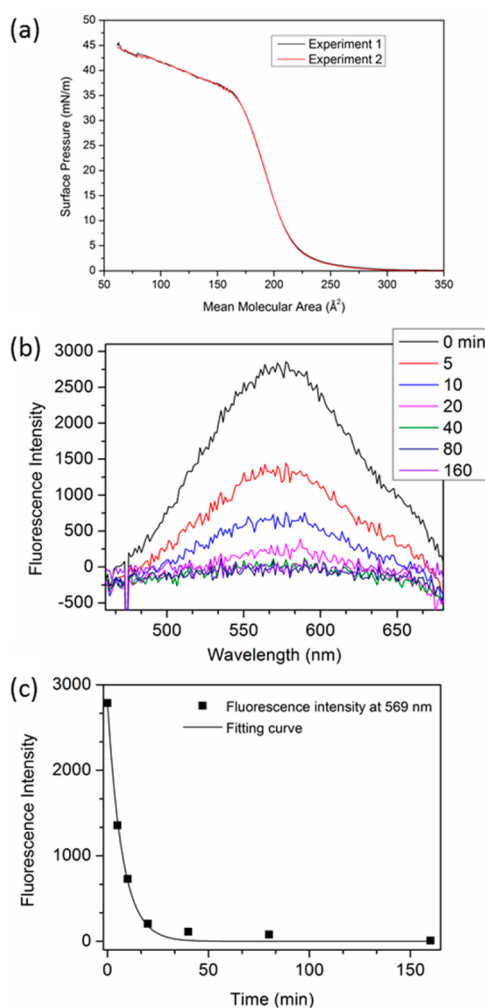 (a)
50
45
40
35
30
25
20
15
10
5
0
Surface Pressure (mN/m)
Experiment 1
Experiment 2
50 100 150 200 250 300 350
Mean Molecular Area (Å²)
(b)
3000
2500
2000
1500
1000
500
0
-500
Fluorescence Intensity
0 min
5
10
20
40
80
160
500 550 600 650
Wavelength (nm)
(c)
3000
2000
1000
0
Fluorescence Intensity
Fluorescence intensity at 569 nm
Fitting curve
0 50 100 150
Time (min)